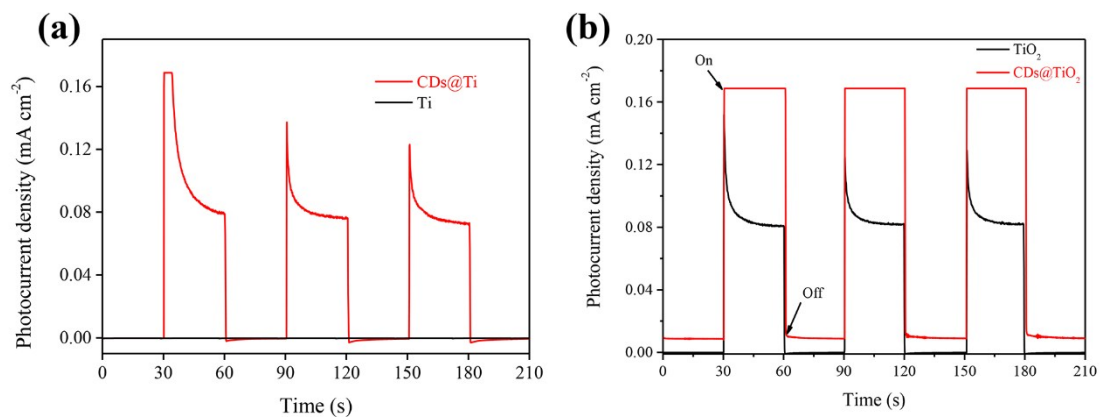 (a)
Photocurrent density (mA cm⁻²)
0.16
0.12
0.08
0.04
0.00
CDs@Ti
Ti
0 30 60 90 120 150 180 210
Time (s)
(b)
Photocurrent density (mA cm⁻²)
0.20
0.16
0.12
0.08
0.04
0.00
TiO₂
CDs@TiO₂
On
Off
0 30 60 90 120 150 180 210
Time (s)